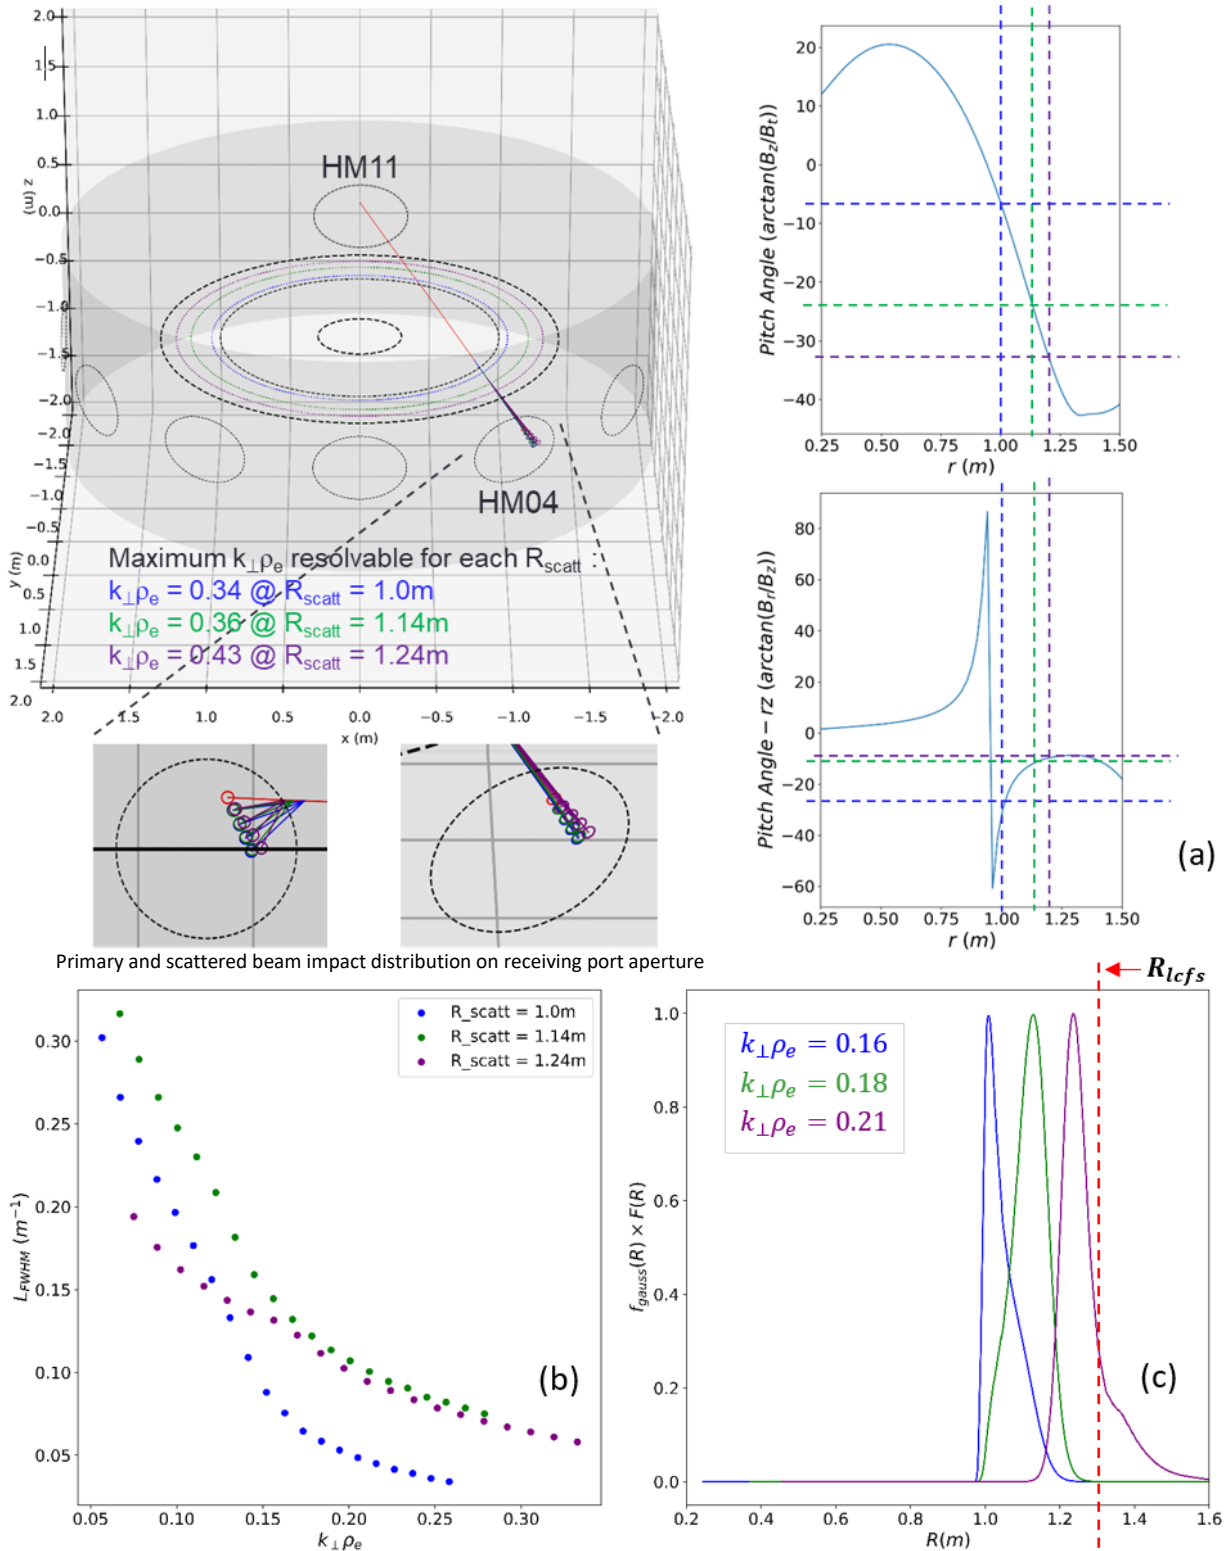 2.0
1.5
1.0
0.5
0.0
−0.5
−1.0
−1.5
−2.0
z (m)
HM11
HM04
−2.0
−1.5
−1.0
−0.5
0.0
0.5
1.0
1.5
2.0
y (m)
Maximum k⊥ρe resolvable for each Rscatt :
k⊥ρe = 0.34 @ Rscatt = 1.0m
k⊥ρe = 0.36 @ Rscatt = 1.14m
k⊥ρe = 0.43 @ Rscatt = 1.24m
2.0 1.5 1.0 0.5 0.0 −0.5 −1.0 −1.5 −2.0
x (m)
Primary and scattered beam impact distribution on receiving port aperture
20
10
0
−10
−20
−30
−40
Pitch Angle (arctan(Bz/Bt))
0.25 0.50 0.75 1.00 1.25 1.50
r (m)
80
60
40
20
0
−20
−40
−60
Pitch Angle − rz (arctan(Br/Bz))
0.25 0.50 0.75 1.00 1.25 1.50
r (m)
(a)
R_scatt = 1.0m
R_scatt = 1.14m
R_scatt = 1.24m
0.30
0.25
0.20
0.15
0.10
0.05
LFWHM (m⁻¹)
(b)
0.05 0.10 0.15 0.20 0.25 0.30
k⊥ρe
Rlcfs
k⊥ρe = 0.16
k⊥ρe = 0.18
k⊥ρe = 0.21
1.0
0.8
0.6
0.4
0.2
0.0
fgauss(R) × F(R)
(c)
0.2 0.4 0.6 0.8 1.0 1.2 1.4 1.6
R(m)